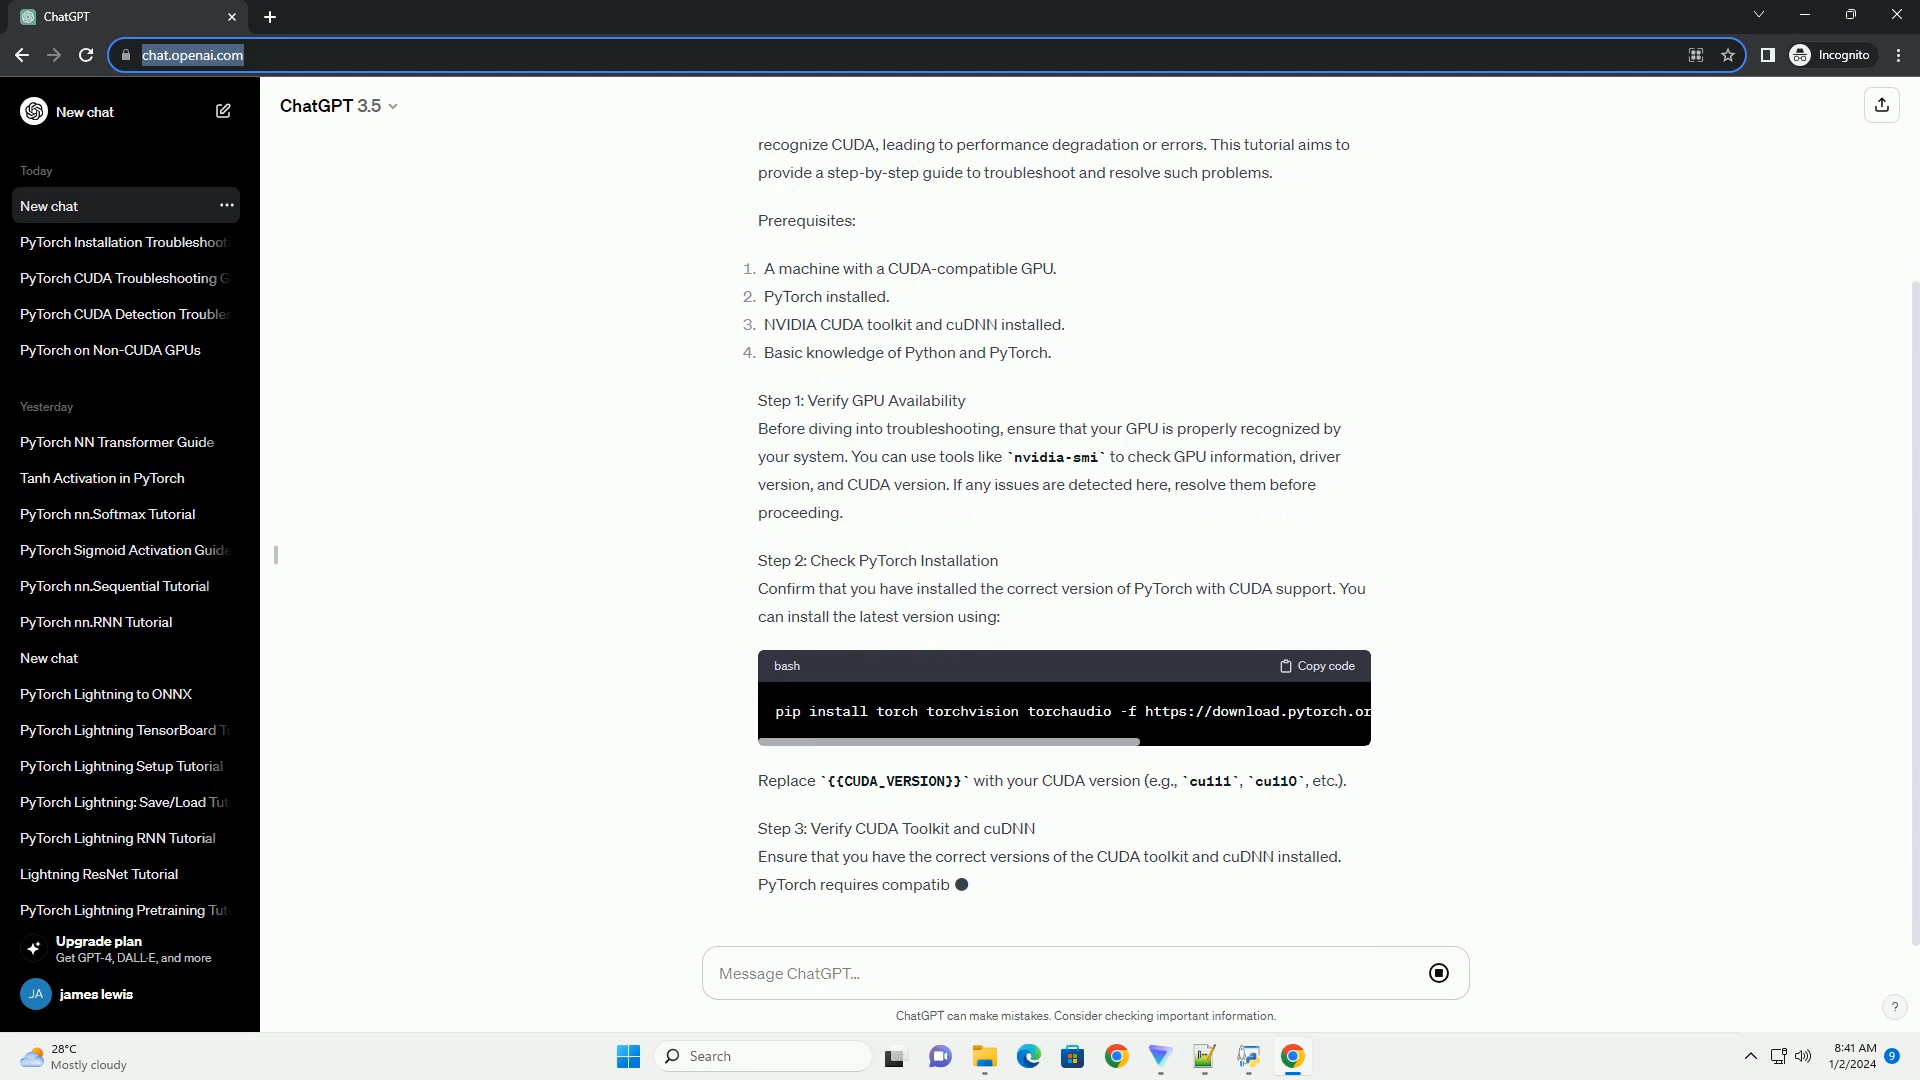 ChatGPT
chat.openai.com
Incognito
New chat
Today
New chat
PyTorch Installation Troubleshoot
PyTorch CUDA Troubleshooting G
PyTorch CUDA Detection Trouble
PyTorch on Non-CUDA GPUs
Yesterday
PyTorch NN Transformer Guide
Tanh Activation in PyTorch
PyTorch nn.Softmax Tutorial
PyTorch Sigmoid Activation Guide
PyTorch nn.Sequential Tutorial
PyTorch nn.RNN Tutorial
New chat
PyTorch Lightning to ONNX
PyTorch Lightning TensorBoard T
PyTorch Lightning Setup Tutorial
PyTorch Lightning: Save/Load Tut
PyTorch Lightning RNN Tutorial
Lightning ResNet Tutorial
PyTorch Lightning Pretraining Tut
Upgrade plan
Get GPT-4, DALL·E, and more
JA
james lewis
ChatGPT 3.5
recognize CUDA, leading to performance degradation or errors. This tutorial aims to
provide a step-by-step guide to troubleshoot and resolve such problems.
Prerequisites:
1. A machine with a CUDA-compatible GPU.
2. PyTorch installed.
3. NVIDIA CUDA toolkit and cuDNN installed.
4. Basic knowledge of Python and PyTorch.
Step 1: Verify GPU Availability
Before diving into troubleshooting, ensure that your GPU is properly recognized by
your system. You can use tools like `nvidia-smi` to check GPU information, driver
version, and CUDA version. If any issues are detected here, resolve them before
proceeding.
Step 2: Check PyTorch Installation
Confirm that you have installed the correct version of PyTorch with CUDA support. You
can install the latest version using:
bash
Copy code
pip install torch torchvision torchaudio -f https://download.pytorch.or
Replace `{{CUDA_VERSION}}` with your CUDA version (e.g., `cu111`, `cu110`, etc.).
Step 3: Verify CUDA Toolkit and cuDNN
Ensure that you have the correct versions of the CUDA toolkit and cuDNN installed.
PyTorch requires compatib
Message ChatGPT...
ChatGPT can make mistakes. Consider checking important information.
?
28°C
Mostly cloudy
Search
8:41 AM
1/2/2024
9